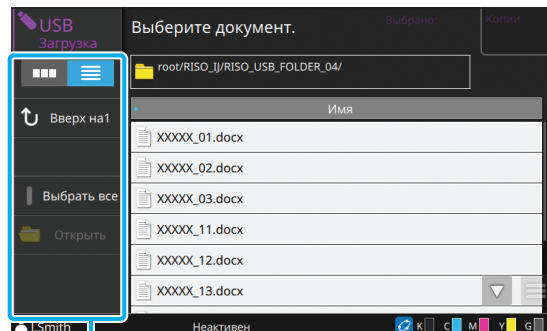 USB
Загрузка
Выберите документ.
Выбрано:
Копии
root/RISO_IJ/RISO_USB_FOLDER_04/
Вверх на1
Выбрать все
Открыть
Имя
XXXXX_01.docx
XXXXX_02.docx
XXXXX_03.docx
XXXXX_11.docx
XXXXX_12.docx
XXXXX_13.docx
J.Smith
Неактивен
K C M Y G